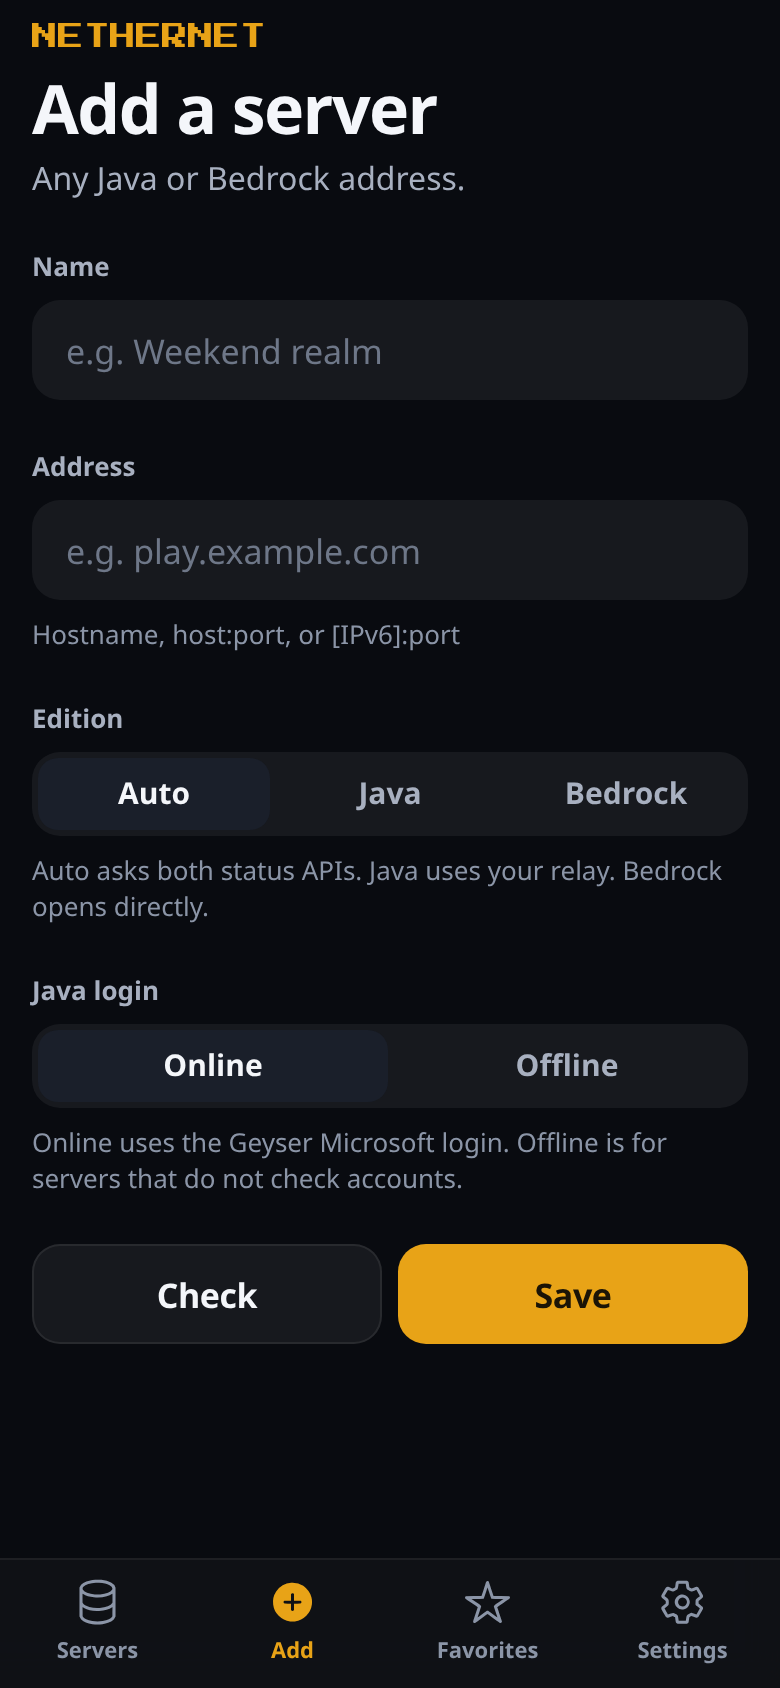 NETHERNET
Add a server
Any Java or Bedrock address.
Name
e.g. Weekend realm
Address
e.g. play.example.com
Hostname, host:port, or [IPv6]:port
Edition
Auto Java Bedrock
Auto asks both status APIs. Java uses your relay. Bedrock
opens directly.
Java login
Online Offline
Online uses the Geyser Microsoft login. Offline is for
servers that do not check accounts.
Check Save
Servers Add Favorites Settings